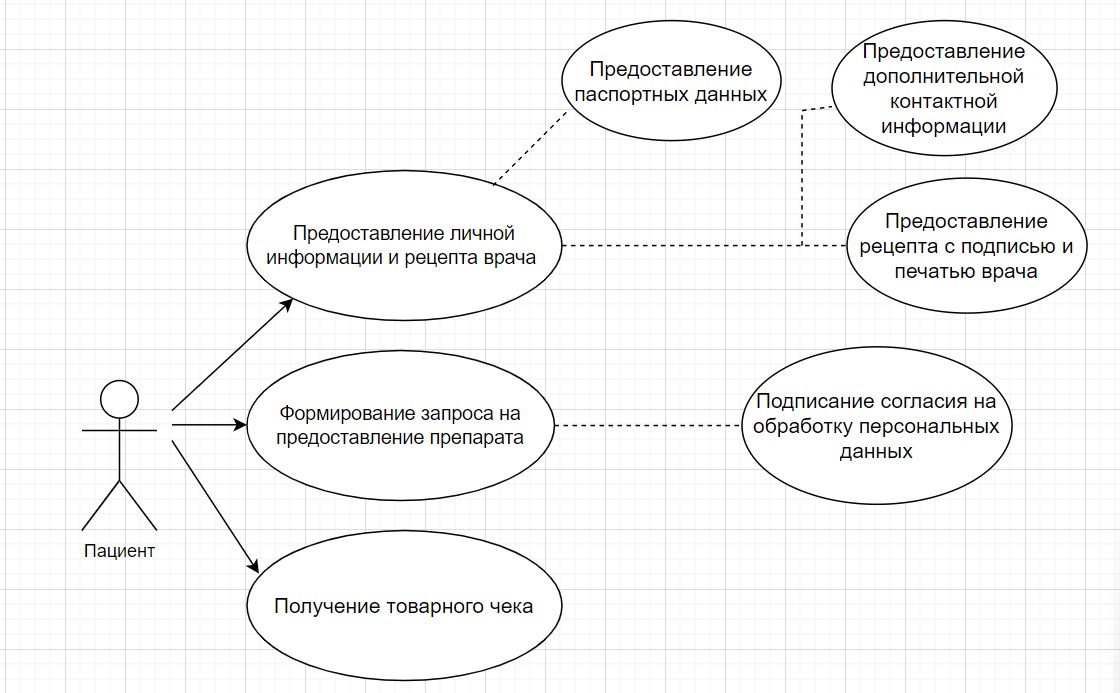 Предоставление
паспортных данных
Предоставление
дополнительной
контактной
информации
Предоставление личной
информации и рецепта врача
Предоставление
рецепта с подписью и
печатью врача
Формирование запроса на
предоставление препарата
Подписание согласия на
обработку персональных
данных
Пациент
Получение товарного чека